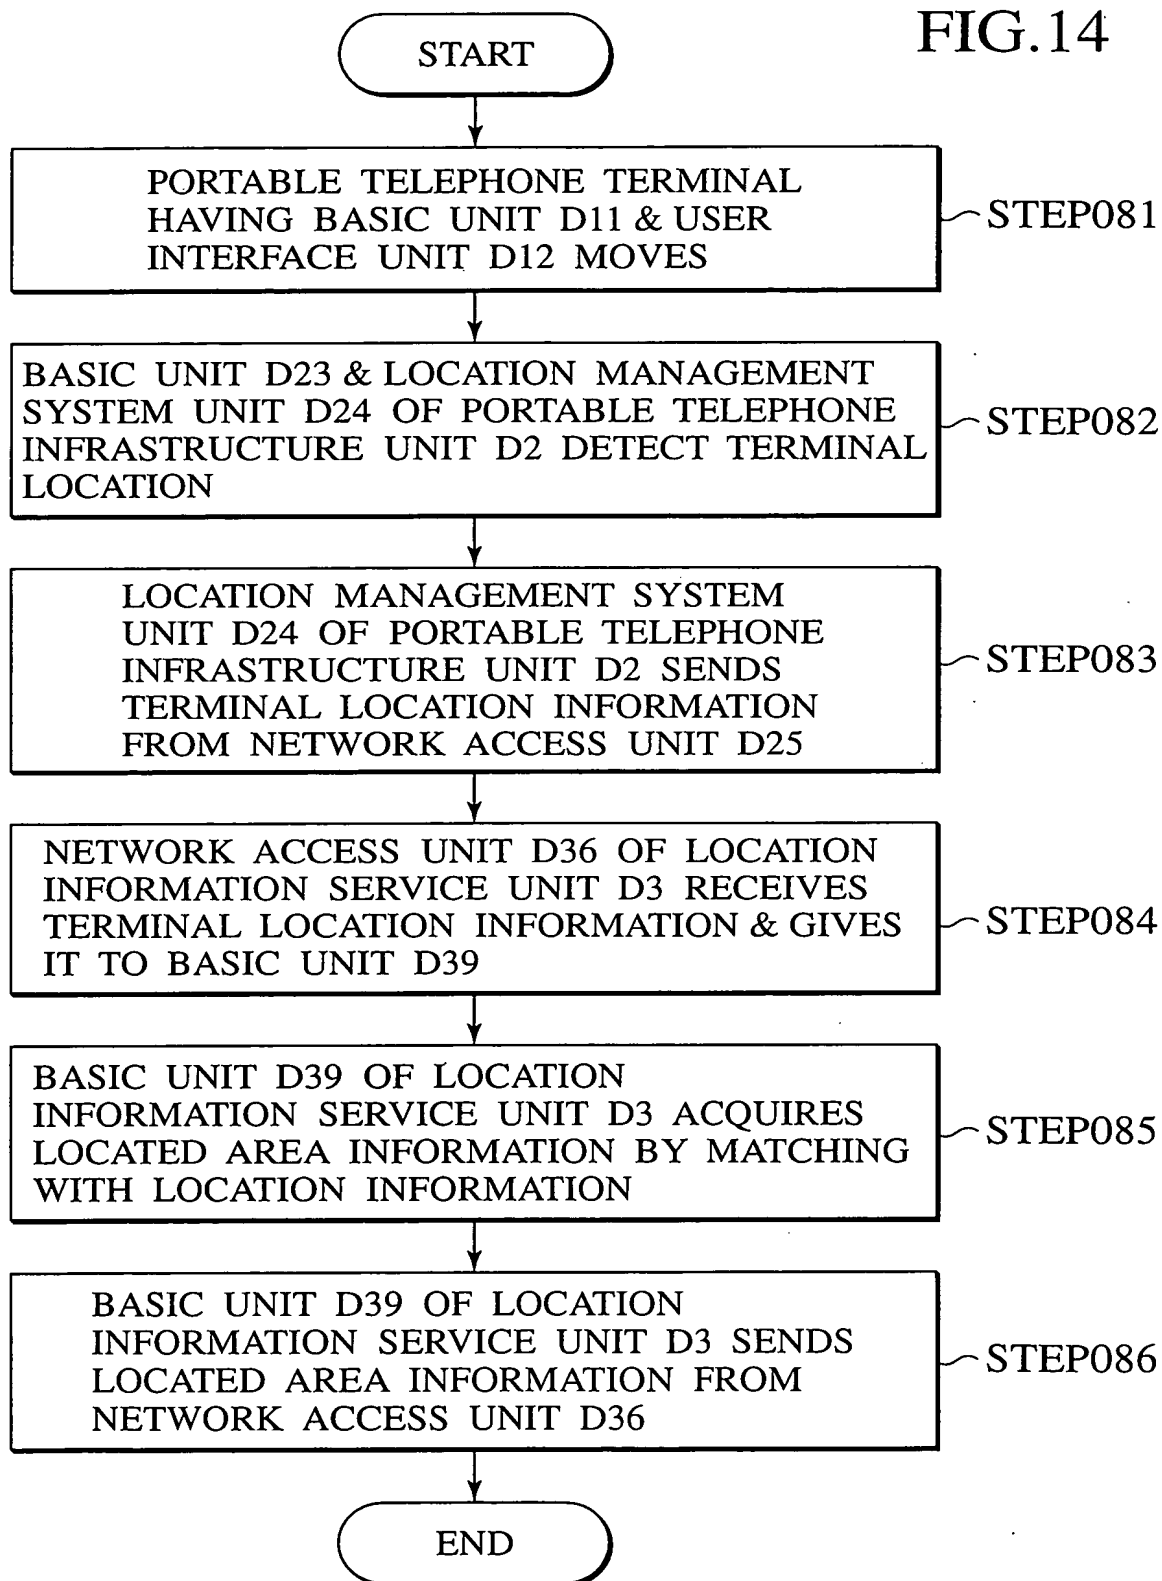 FIG.14
START
PORTABLE TELEPHONE TERMINAL
HAVING BASIC UNIT D11 & USER
INTERFACE UNIT D12 MOVES
STEP081
BASIC UNIT D23 & LOCATION MANAGEMENT
SYSTEM UNIT D24 OF PORTABLE TELEPHONE
INFRASTRUCTURE UNIT D2 DETECT TERMINAL
LOCATION
STEP082
LOCATION MANAGEMENT SYSTEM
UNIT D24 OF PORTABLE TELEPHONE
INFRASTRUCTURE UNIT D2 SENDS
TERMINAL LOCATION INFORMATION
FROM NETWORK ACCESS UNIT D25
STEP083
NETWORK ACCESS UNIT D36 OF LOCATION
INFORMATION SERVICE UNIT D3 RECEIVES
TERMINAL LOCATION INFORMATION & GIVES
IT TO BASIC UNIT D39
STEP084
BASIC UNIT D39 OF LOCATION
INFORMATION SERVICE UNIT D3 ACQUIRES
LOCATED AREA INFORMATION BY MATCHING
WITH LOCATION INFORMATION
STEP085
BASIC UNIT D39 OF LOCATION
INFORMATION SERVICE UNIT D3 SENDS
LOCATED AREA INFORMATION FROM
NETWORK ACCESS UNIT D36
STEP086
END